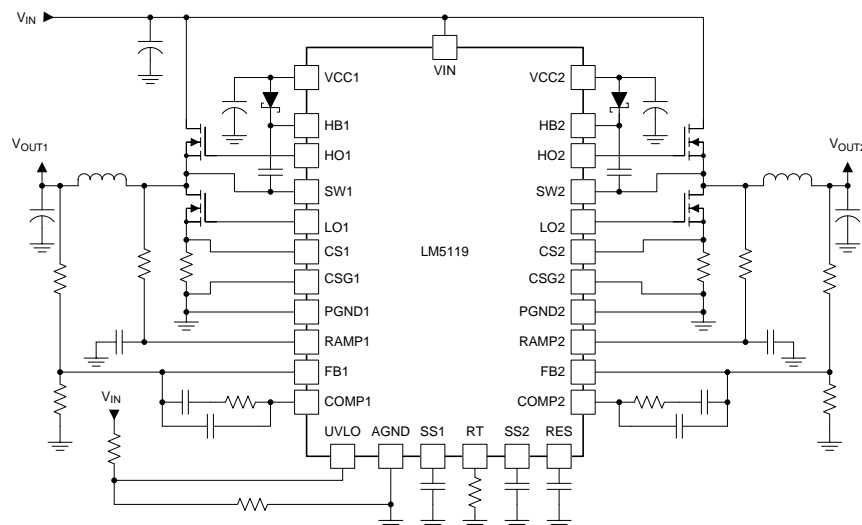 VIN
VIN
VCC1
VCC2
HB1
HB2
HO1
HO2
VOUT1
VOUT2
SW1
SW2
LO1
LO2
CS1
LM5119
CS2
CSG1
CSG2
PGND1
PGND2
RAMP1
RAMP2
FB1
FB2
VIN
COMP1
COMP2
UVLO
AGND
SS1
RT
SS2
RES